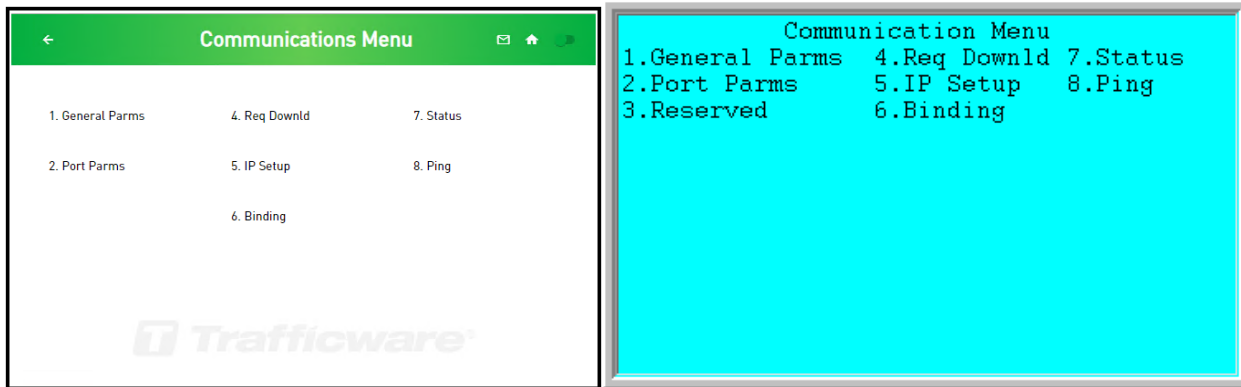 Communications Menu
1. General Parms 4. Req Downld 7. Status
2. Port Parms 5. IP Setup 8. Ping
6. Binding
Trafficware®
Communication Menu
1.General Parms 4.Req Downld 7.Status
2.Port Parms 5.IP Setup 8.Ping
3.Reserved 6.Binding